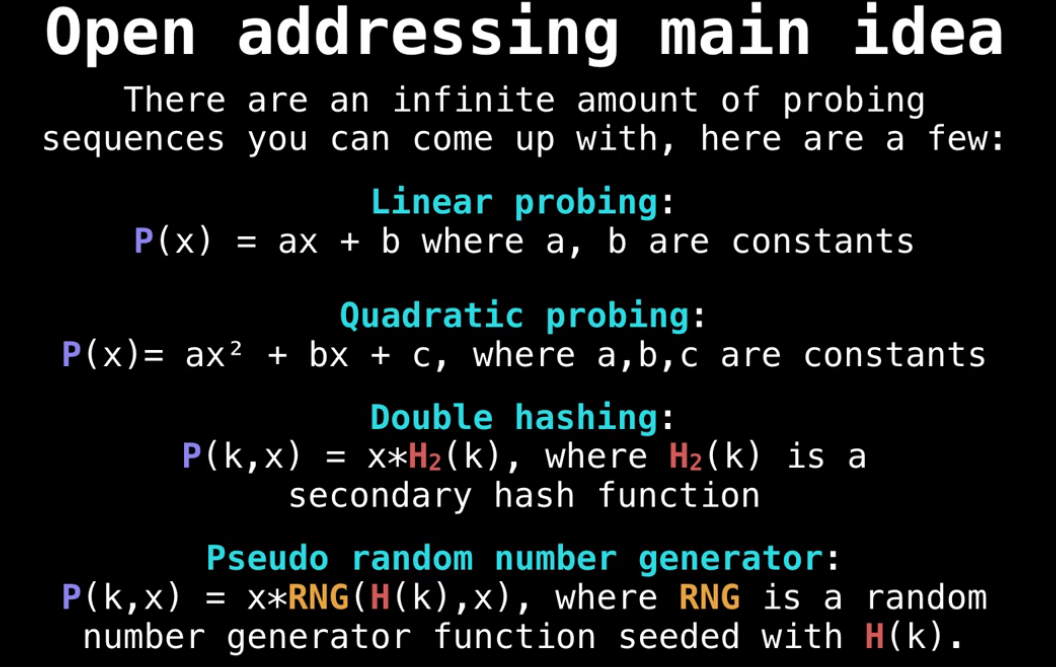 Open addressing main idea
There are an infinite amount of probing
sequences you can come up with, here are a few:
Linear probing:
P(x) = ax + b where a, b are constants
Quadratic probing:
P(x)= ax² + bx + c, where a,b,c are constants
Double hashing:
P(k,x) = x*H₂(k), where H₂(k) is a
secondary hash function
Pseudo random number generator:
P(k,x) = x*RNG(H(k),x), where RNG is a random
number generator function seeded with H(k).